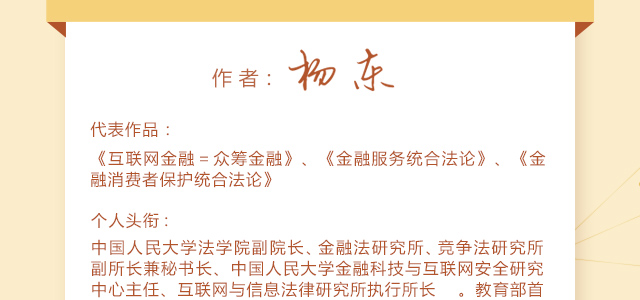 作者：杨东
代表作品：
《互联网金融＝众筹金融》、《金融服务统合法论》、《金
融消费者保护统合法论》
个人头衔：
中国人民大学法学院副院长、金融法研究所、竞争法研究所
副所长兼秘书长、中国人民大学金融科技与互联网安全研究
中心主任、互联网与信息法律研究所执行所长 。教育部首